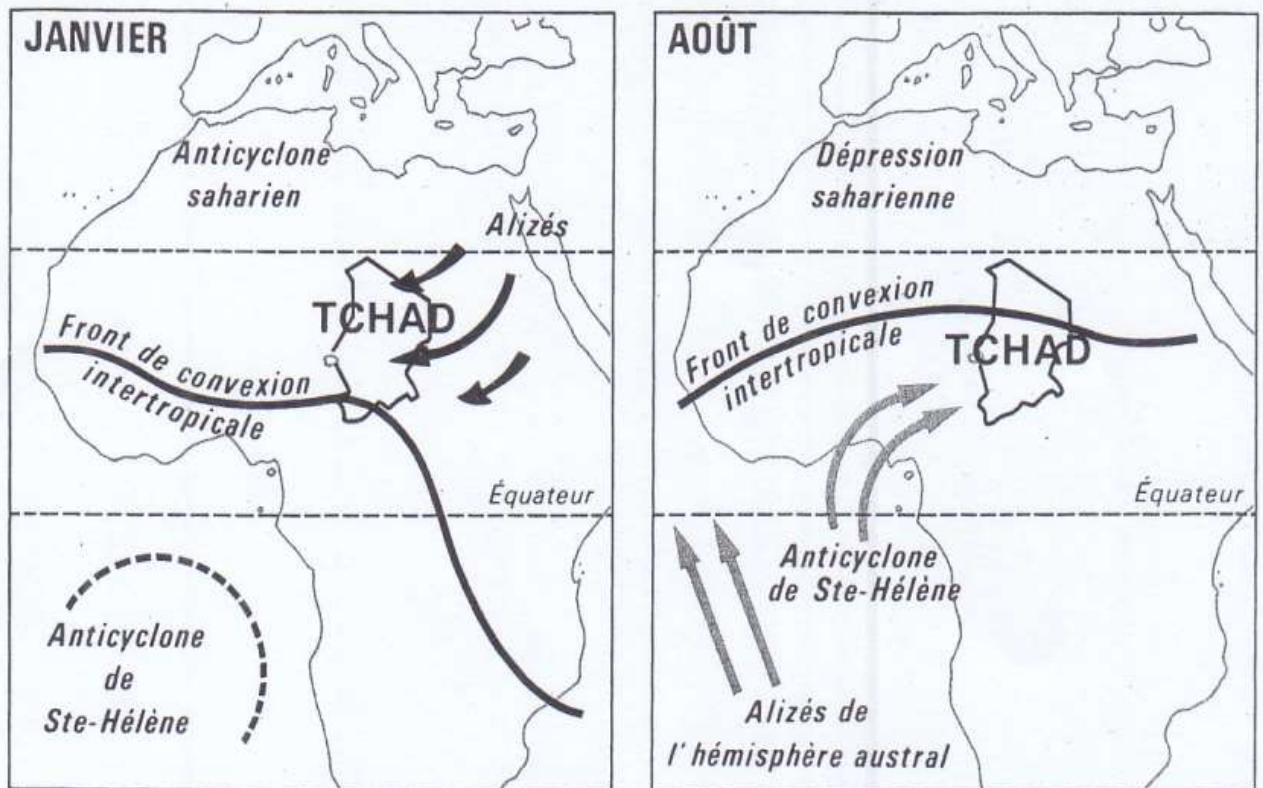 JANVIER
Anticyclone
saharien
Alizés
TCHAD
Front de convexion
intertropicale
Équateur
Anticyclone
de
Ste-Hélène
AOÛT
Dépression
saharienne
Front de convexion
intertropicale
TCHAD
Équateur
Anticyclone
de Ste-Hélène
Alizés de
l'hémisphère austral